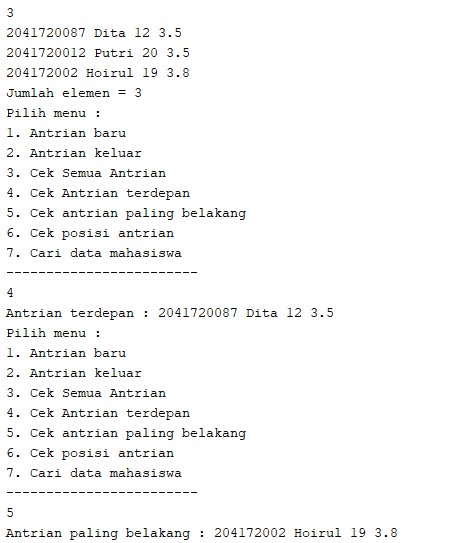 3
2041720087 Dita 12 3.5
2041720012 Putri 20 3.5
204172002 Hoirul 19 3.8
Jumlah elemen = 3
Pilih menu :
1. Antrian baru
2. Antrian keluar
3. Cek Semua Antrian
4. Cek Antrian terdepan
5. Cek antrian paling belakang
6. Cek posisi antrian
7. Cari data mahasiswa
------------------------
4
Antrian terdepan : 2041720087 Dita 12 3.5
Pilih menu :
1. Antrian baru
2. Antrian keluar
3. Cek Semua Antrian
4. Cek Antrian terdepan
5. Cek antrian paling belakang
6. Cek posisi antrian
7. Cari data mahasiswa
------------------------
5
Antrian paling belakang : 204172002 Hoirul 19 3.8